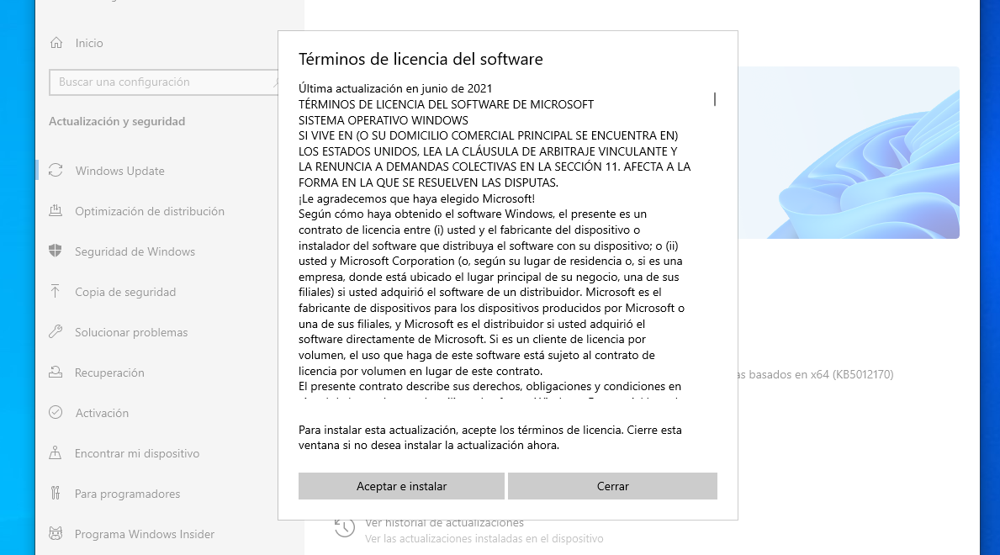 Inicio
Buscar una configuración
Actualización y seguridad
Windows Update
Optimización de distribución
Seguridad de Windows
Copia de seguridad
Solucionar problemas
Recuperación
Activación
Encontrar mi dispositivo
Para programadores
Programa Windows Insider
Términos de licencia del software
Última actualización en junio de 2021
TÉRMINOS DE LICENCIA DEL SOFTWARE DE MICROSOFT
SISTEMA OPERATIVO WINDOWS
SI VIVE EN (O SU DOMICILIO COMERCIAL PRINCIPAL SE ENCUENTRA EN)
LOS ESTADOS UNIDOS, LEA LA CLÁUSULA DE ARBITRAJE VINCULANTE Y
LA RENUNCIA A DEMANDAS COLECTIVAS EN LA SECCIÓN 11. AFECTA A LA
FORMA EN LA QUE SE RESUELVEN LAS DISPUTAS.
¡Le agradecemos que haya elegido Microsoft!
Según cómo haya obtenido el software Windows, el presente es un
contrato de licencia entre (i) usted y el fabricante del dispositivo o
instalador del software que distribuya el software con su dispositivo; o (ii)
usted y Microsoft Corporation (o, según su lugar de residencia o, si es una
empresa, donde está ubicado el lugar principal de su negocio, una de sus
filiales) si usted adquirió el software de un distribuidor. Microsoft es el
fabricante de dispositivos para los dispositivos producidos por Microsoft o
una de sus filiales, y Microsoft es el distribuidor si usted adquirió el
software directamente de Microsoft. Si es un cliente de licencia por
volumen, el uso que haga de este software está sujeto al contrato de
licencia por volumen en lugar de este contrato.
El presente contrato describe sus derechos, obligaciones y condiciones en
Para instalar esta actualización, acepte los términos de licencia. Cierre esta
ventana si no desea instalar la actualización ahora.
Aceptar e instalar
Cerrar
as basados en x64 (KB5012170)
Ver historial de actualizaciones
Ver las actualizaciones instaladas en el dispositivo